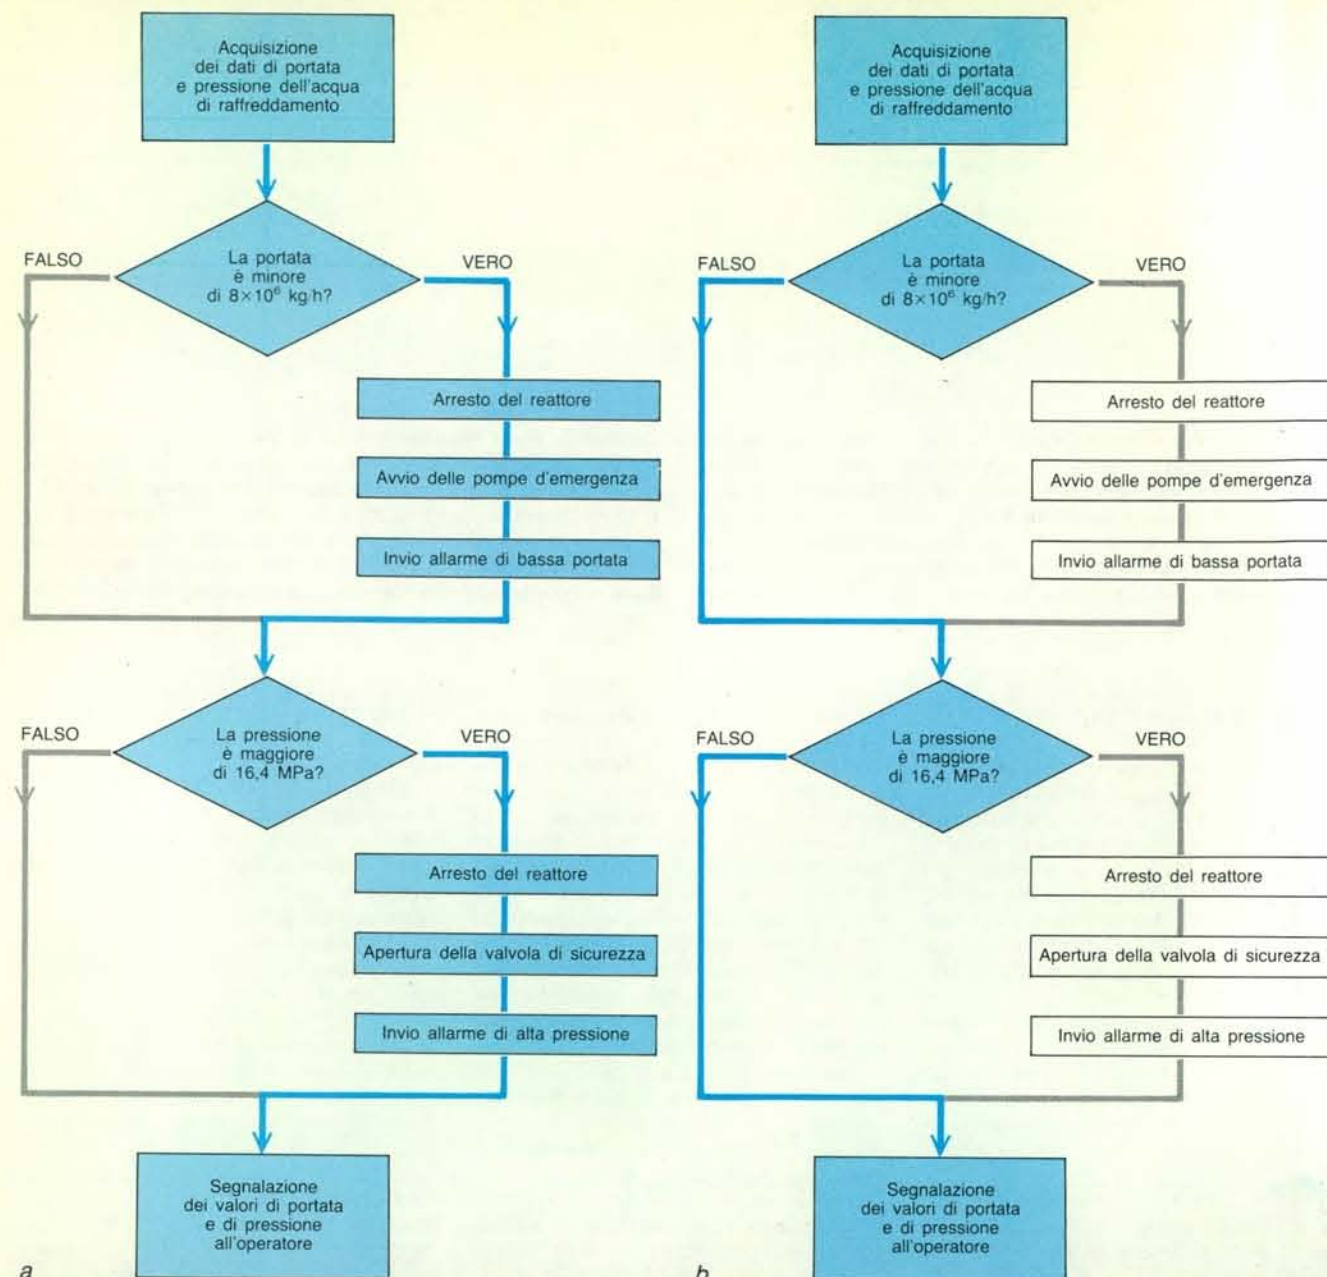 Acquisizione
dei dati di portata
e pressione dell'acqua
di raffreddamento
FALSO
La portata
è minore
di 8×10⁶ kg/h?
VERO
Arresto del reattore
Avvio delle pompe d'emergenza
Invio allarme di bassa portata
FALSO
La pressione
è maggiore
di 16,4 MPa?
VERO
Arresto del reattore
Apertura della valvola di sicurezza
Invio allarme di alta pressione
Segnalazione
dei valori di portata
e di pressione
all'operatore
a
Acquisizione
dei dati di portata
e pressione dell'acqua
di raffreddamento
FALSO
La portata
è minore
di 8×10⁶ kg/h?
VERO
Arresto del reattore
Avvio delle pompe d'emergenza
Invio allarme di bassa portata
FALSO
La pressione
è maggiore
di 16,4 MPa?
VERO
Arresto del reattore
Apertura della valvola di sicurezza
Invio allarme di alta pressione
Segnalazione
dei valori di portata
e di pressione
all'operatore
b